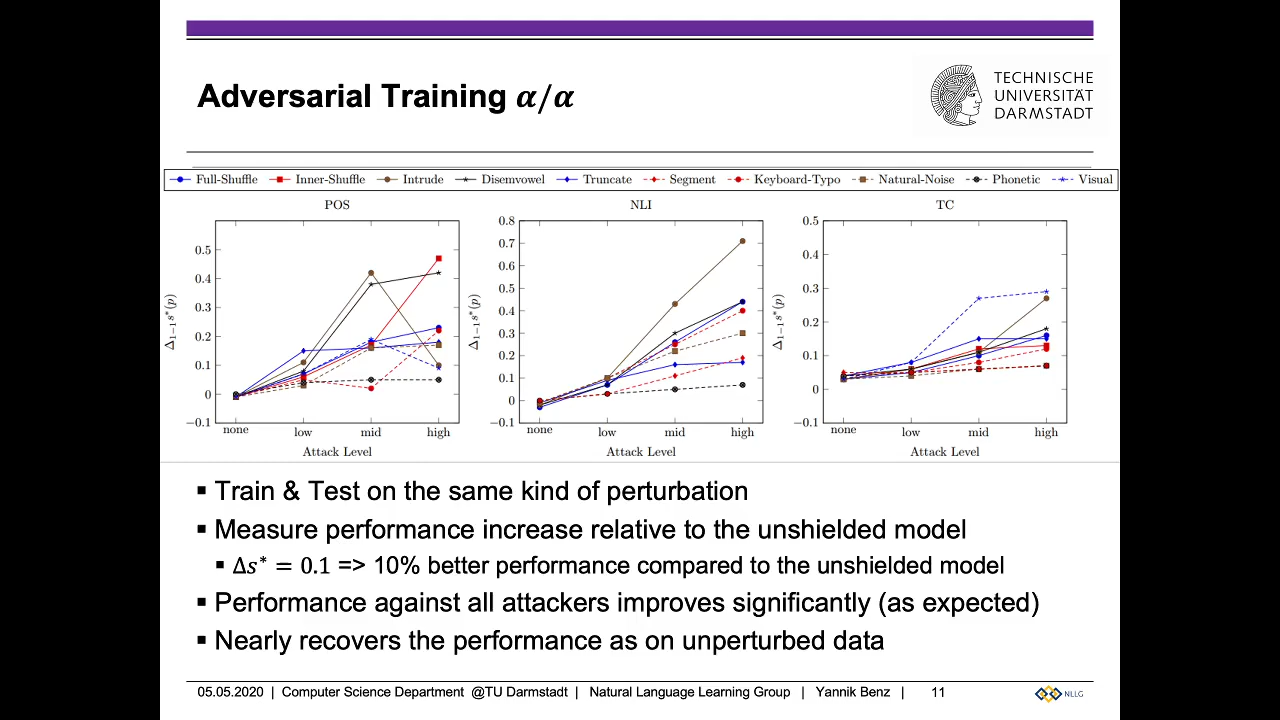 Adversarial Training α/α
TECHNISCHE
UNIVERSITÄT
DARMSTADT
Full-Shuffle Inner-Shuffle Intrude Disemvowel Truncate Segment Keyboard-Typo Natural-Noise Phonetic Visual
POS
Δ₁₋₁s*(p)
0.5
0.4
0.3
0.2
0.1
0
−0.1
none low mid high
Attack Level
NLI
Δ₁₋₁s*(p)
0.8
0.7
0.6
0.5
0.4
0.3
0.2
0.1
0
−0.1
none low mid high
Attack Level
TC
Δ₁₋₁s*(p)
0.5
0.4
0.3
0.2
0.1
0
−0.1
none low mid high
Attack Level
▪ Train & Test on the same kind of perturbation
▪ Measure performance increase relative to the unshielded model
▪ Δs* = 0.1 => 10% better performance compared to the unshielded model
▪ Performance against all attackers improves significantly (as expected)
▪ Nearly recovers the performance as on unperturbed data
05.05.2020 | Computer Science Department @TU Darmstadt | Natural Language Learning Group | Yannik Benz | 11
NLLG